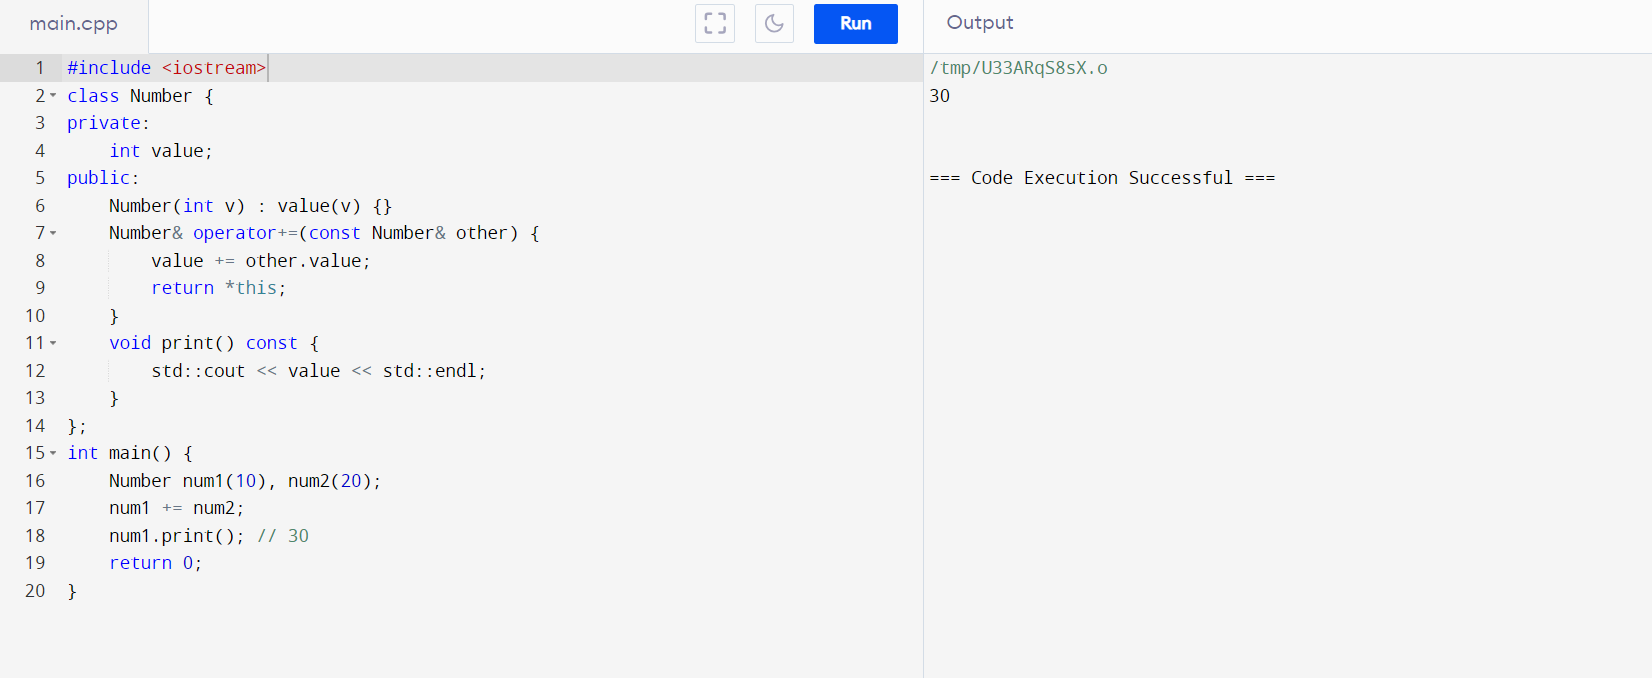 main.cpp
Run
Output
1 #include <iostream>
2 class Number {
3 private:
4     int value;
5 public:
6     Number(int v) : value(v) {}
7     Number& operator+=(const Number& other) {
8         value += other.value;
9         return *this;
10     }
11     void print() const {
12         std::cout << value << std::endl;
13     }
14 };
15 int main() {
16     Number num1(10), num2(20);
17     num1 += num2;
18     num1.print(); // 30
19     return 0;
20 }
/tmp/U33ARqS8sX.o
30
=== Code Execution Successful ===